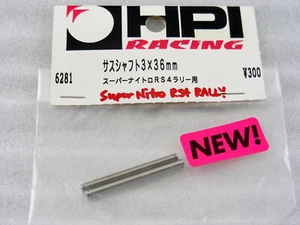 HPI
RACING
6281
サスシャフト3×36mm
¥300
スーパーナイトロRS4ラリー用
Super Nitro RS4 RALLY
NEW!